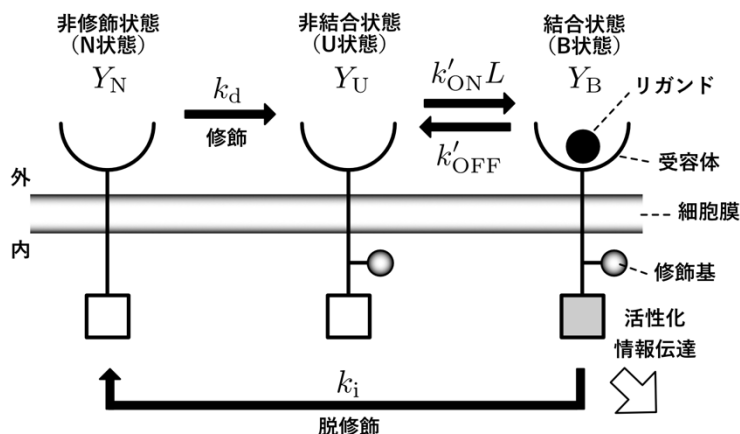 非修飾状態
(N状態)
Y_N
非結合状態
(U状態)
Y_U
結合状態
(B状態)
Y_B
k_d
修飾
k'_ON L
k'_OFF
リガンド
受容体
外
細胞膜
内
修飾基
活性化
情報伝達
k_i
脱修飾